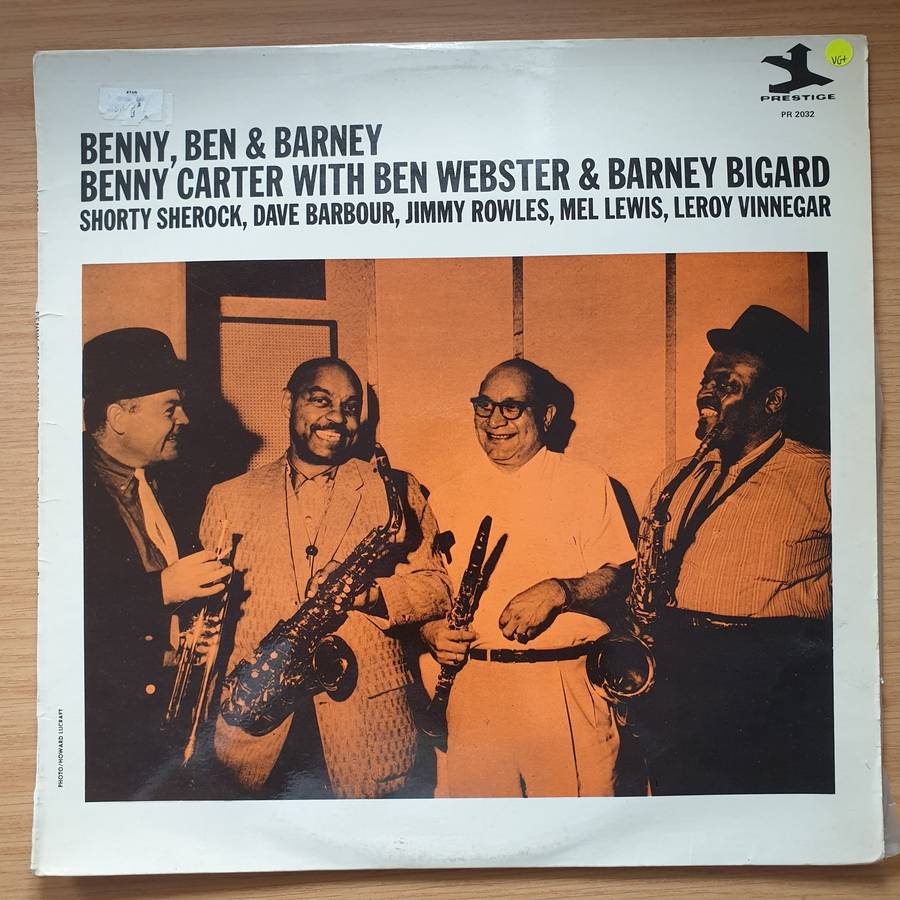 VG+
PRESTIGE
PR 2032
BENNY, BEN & BARNEY
BENNY CARTER WITH BEN WEBSTER & BARNEY BIGARD
SHORTY SHEROCK, DAVE BARBOUR, JIMMY ROWLES, MEL LEWIS, LEROY VINNEGAR
PHOTO/HOWARD LUCRAFT